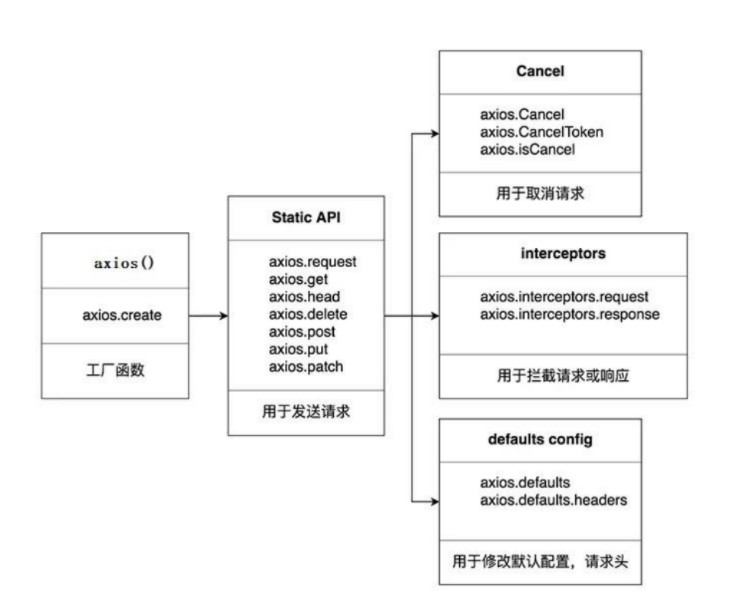 axios()
axios.create
工厂函数
Static API
axios.request
axios.get
axios.head
axios.delete
axios.post
axios.put
axios.patch
用于发送请求
Cancel
axios.Cancel
axios.CancelToken
axios.isCancel
用于取消请求
interceptors
axios.interceptors.request
axios.interceptors.response
用于拦截请求或响应
defaults config
axios.defaults
axios.defaults.headers
用于修改默认配置，请求头